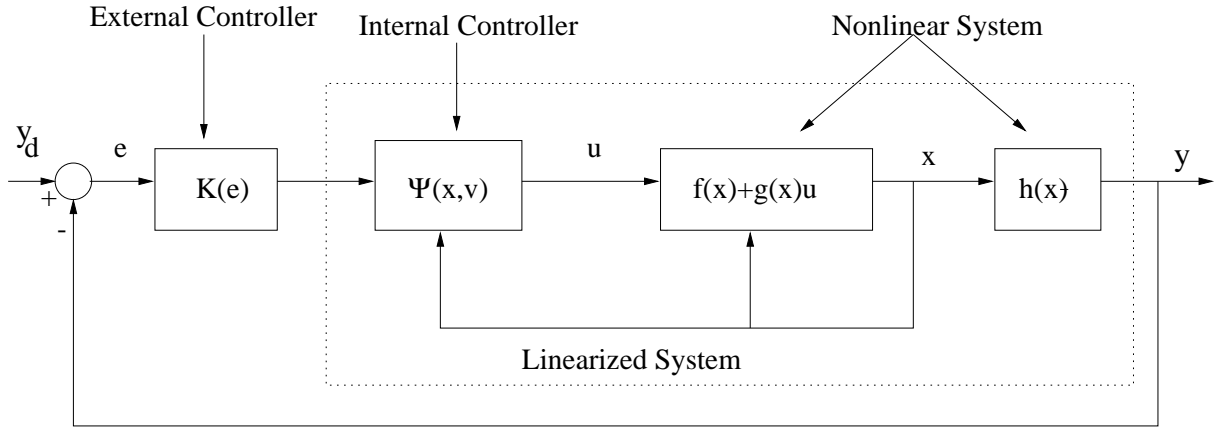 External Controller
Internal Controller
Nonlinear System
y
d
e
u
x
y
+
-
K(e)
Ψ(x,v)
f(x)+g(x)u
h(x)
Linearized System